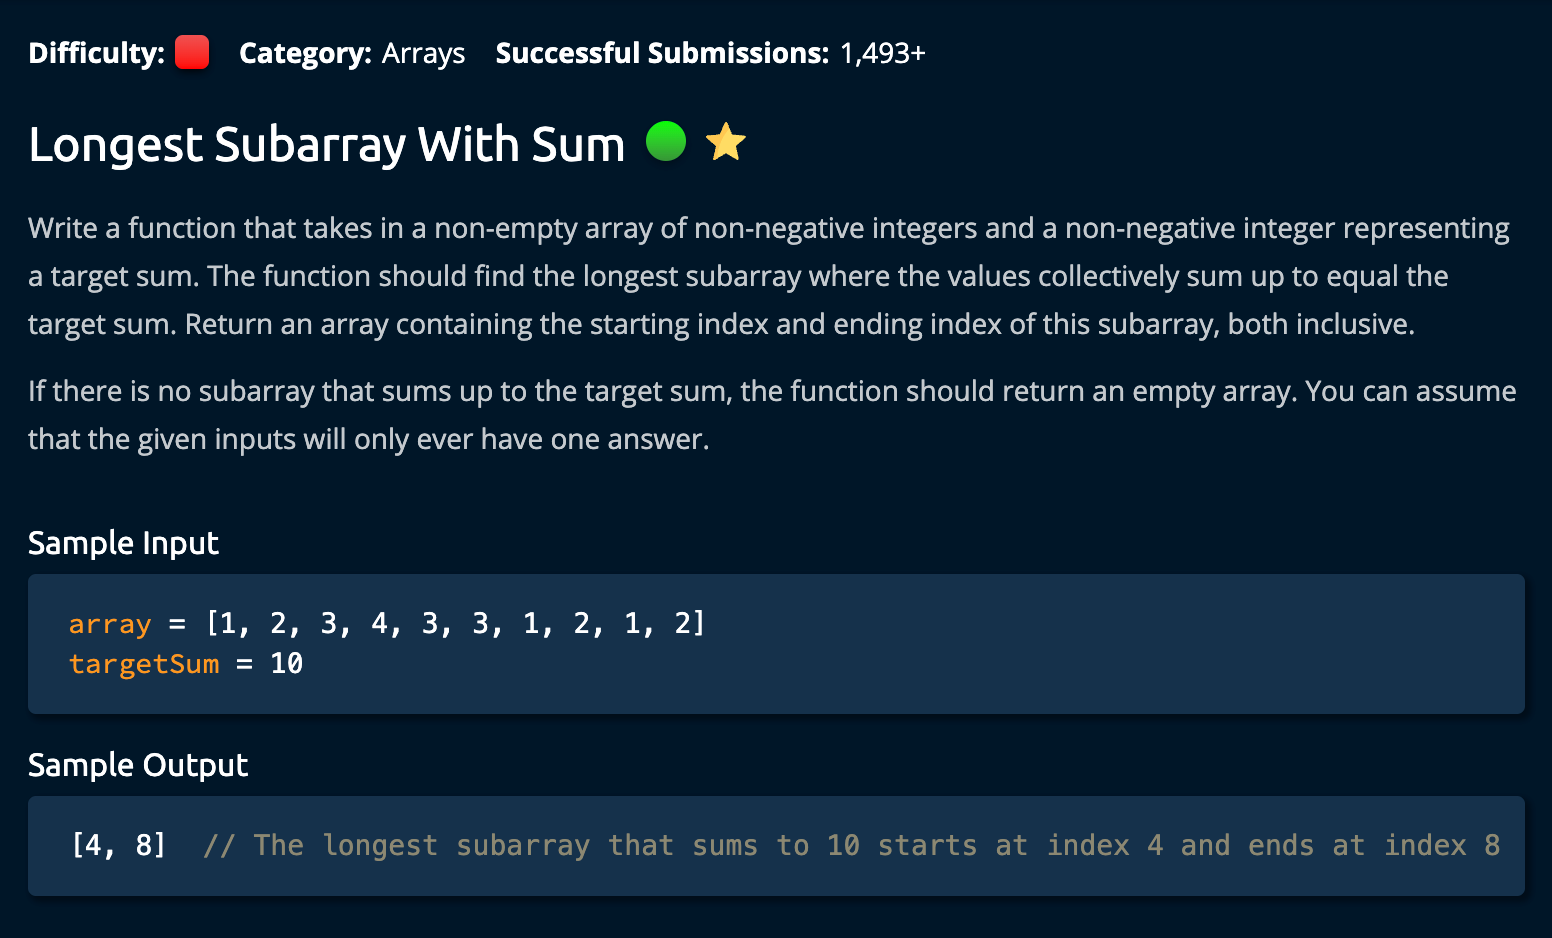 Difficulty: Category: Arrays Successful Submissions: 1,493+
Longest Subarray With Sum
Write a function that takes in a non-empty array of non-negative integers and a non-negative integer representing
a target sum. The function should find the longest subarray where the values collectively sum up to equal the
target sum. Return an array containing the starting index and ending index of this subarray, both inclusive.
If there is no subarray that sums up to the target sum, the function should return an empty array. You can assume
that the given inputs will only ever have one answer.
Sample Input
array = [1, 2, 3, 4, 3, 3, 1, 2, 1, 2]
targetSum = 10
Sample Output
[4, 8] // The longest subarray that sums to 10 starts at index 4 and ends at index 8